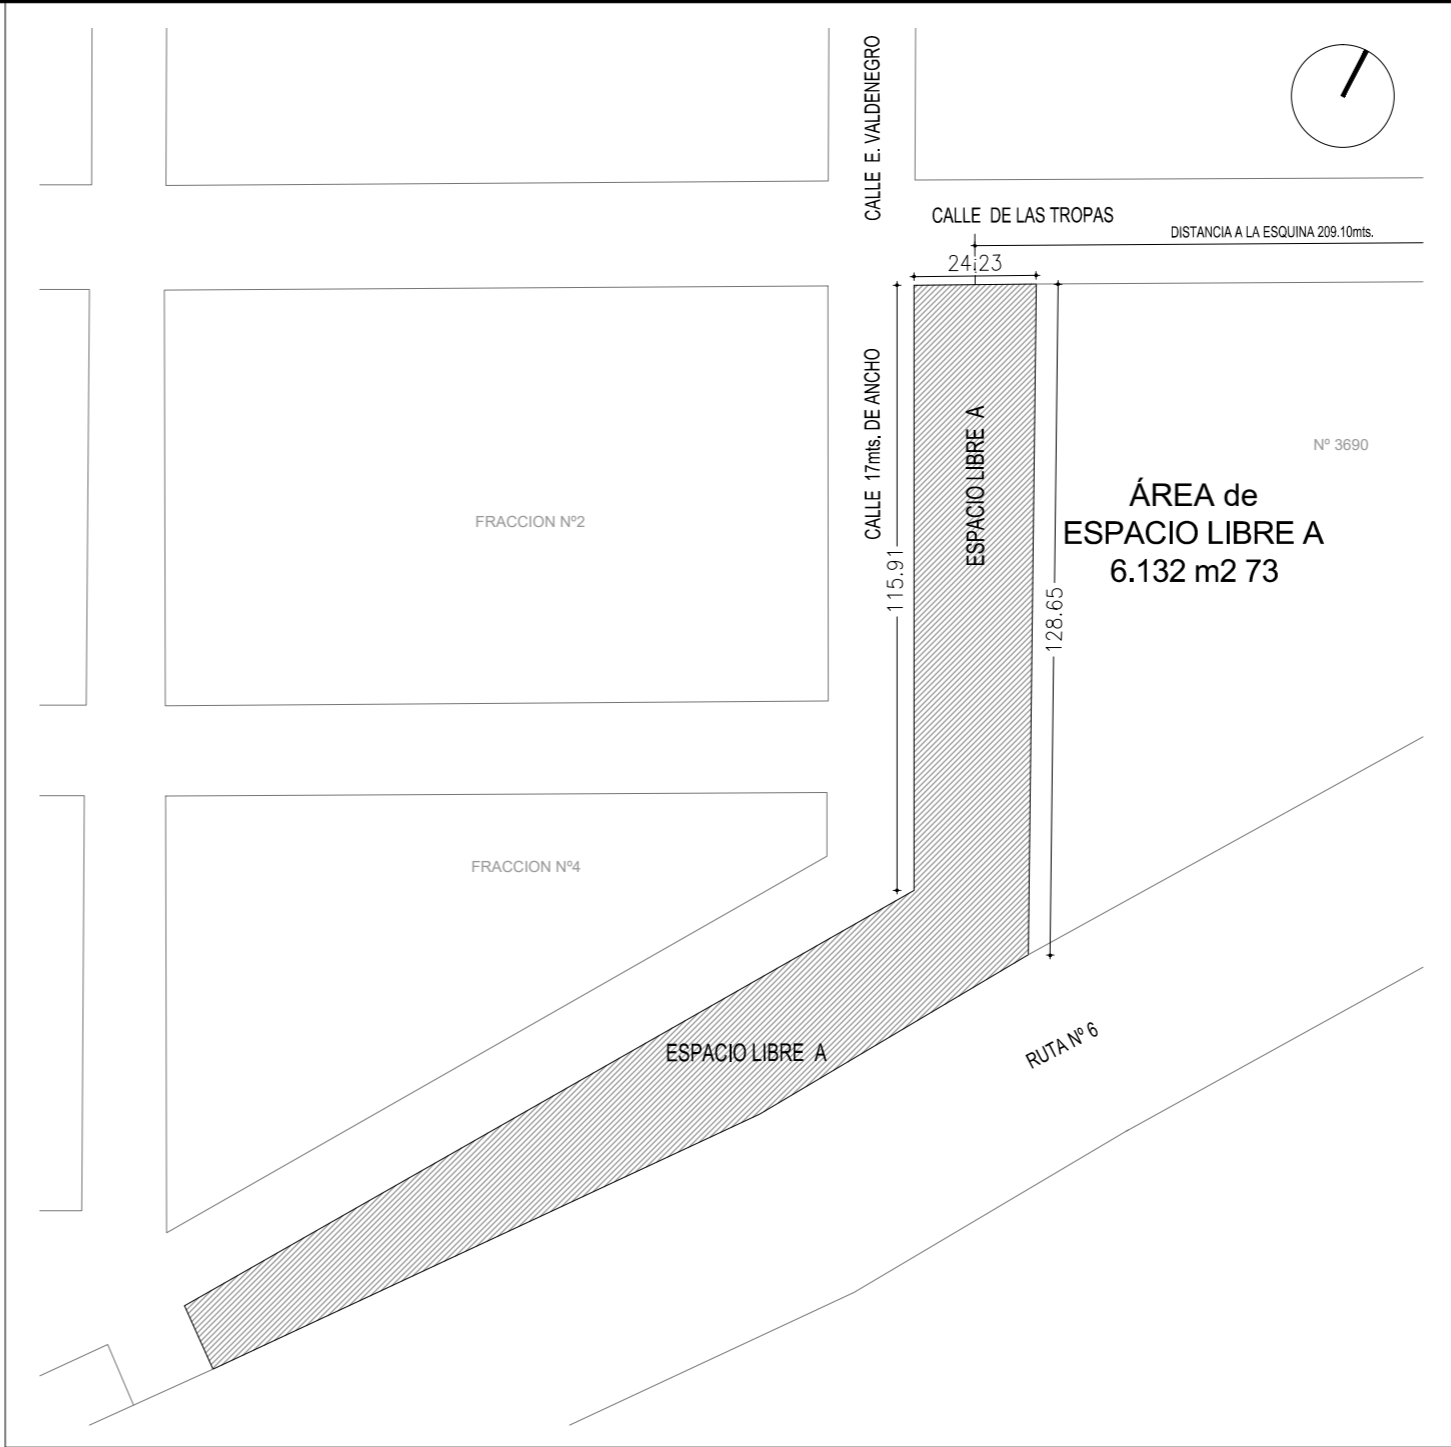 CALLE E. VALDENEGRO
CALLE DE LAS TROPAS
DISTANCIA A LA ESQUINA 209.10mts.
24.23
CALLE 17mts. DE ANCHO
ESPACIO LIBRE A
Nº 3690
ÁREA de
ESPACIO LIBRE A
6.132 m2 73
FRACCION Nº2
115.91
128.65
FRACCION Nº4
ESPACIO LIBRE A
RUTA Nº 6